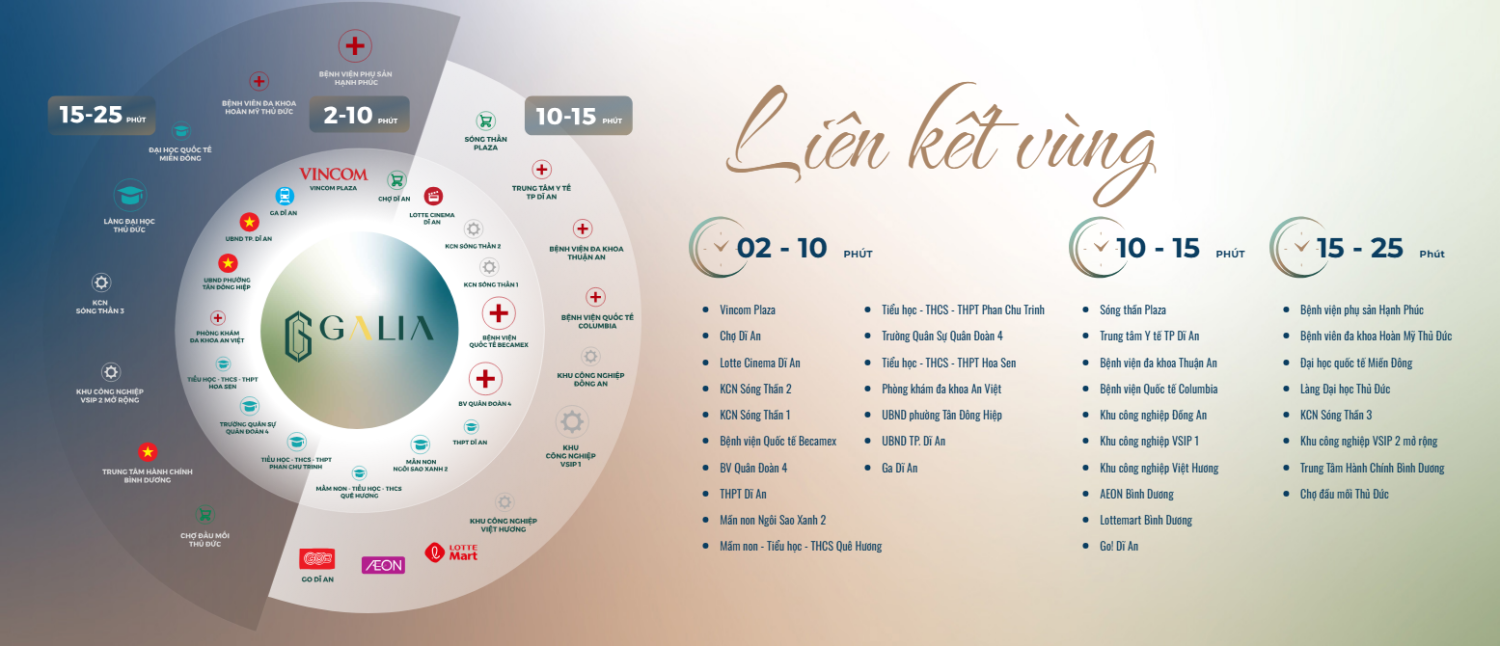 BỆNH VIỆN PHỤ SẢN
HẠNH PHÚC
BỆNH VIỆN ĐA KHOA
HOÀN MỸ THỦ ĐỨC
15-25 PHÚT
2-10 PHÚT
10-15 PHÚT
ĐẠI HỌC QUỐC TẾ
MIỀN ĐÔNG
LÀNG ĐẠI HỌC
THỦ ĐỨC
KCN
SÓNG THẦN 3
KHU CÔNG NGHIỆP
VSIP 2 MỞ RỘNG
TRUNG TÂM HÀNH CHÍNH
BÌNH DƯƠNG
CHỢ ĐẦU MỐI
THỦ ĐỨC
VINCOM
VINCOM PLAZA
CHỢ DĨ AN
LOTTE CINEMA
DĨ AN
KCN SÓNG THẦN 2
KCN SÓNG THẦN 1
BỆNH VIỆN
QUỐC TẾ BECAMEX
BV QUÂN ĐOÀN 4
THPT DĨ AN
MẦN NON
NGÔI SAO XANH 2
MẦM NON - TIỂU HỌC - THCS
QUÊ HƯƠNG
TIỂU HỌC - THCS - THPT
PHAN CHU TRINH
TRƯỜNG QUÂN SỰ
QUÂN ĐOÀN 4
TIỂU HỌC - THCS - THPT
HOA SEN
PHÒNG KHÁM
ĐA KHOA AN VIỆT
UBND PHƯỜNG
TÂN ĐÔNG HIỆP
UBND TP. DĨ AN
GA DĨ AN
GALIA
SÓNG THẦN
PLAZA
TRUNG TÂM Y TẾ
TP DĨ AN
BỆNH VIỆN ĐA KHOA
THUẬN AN
BỆNH VIỆN QUỐC TẾ
COLUMBIA
KHU CÔNG NGHIỆP
ĐỒNG AN
KHU
CÔNG NGHIỆP
VSIP 1
KHU CÔNG NGHIỆP
VIỆT HƯƠNG
LOTTE
Mart
ÆON
GO!
GO DĨ AN
Liên kết vùng
02 - 10 PHÚT
Vincom Plaza
Chợ Dĩ An
Lotte Cinema Dĩ An
KCN Sóng Thần 2
KCN Sóng Thần 1
Bệnh viện Quốc tế Becamex
BV Quân Đoàn 4
THPT Dĩ An
Mần non Ngôi Sao Xanh 2
Mầm non - Tiểu học - THCS Quê Hương
Tiểu học - THCS - THPT Phan Chu Trinh
Trường Quân Sự Quân Đoàn 4
Tiểu học - THCS - THPT Hoa Sen
Phòng khám đa khoa An Việt
UBND phường Tân Đông Hiệp
UBND TP. Dĩ An
Ga Dĩ An
10 - 15 PHÚT
Sóng thần Plaza
Trung tâm Y tế TP Dĩ An
Bệnh viện đa khoa Thuận An
Bệnh viện Quốc tế Columbia
Khu công nghiệp Đồng An
Khu công nghiệp VSIP 1
Khu công nghiệp Việt Hương
AEON Bình Dương
Lottemart Bình Dương
Go! Dĩ An
15 - 25 Phút
Bệnh viện phụ sản Hạnh Phúc
Bệnh viện đa khoa Hoàn Mỹ Thủ Đức
Đại học quốc tế Miền Đông
Làng Đại học Thủ Đức
KCN Sóng Thần 3
Khu công nghiệp VSIP 2 mở rộng
Trung Tâm Hành Chính Bình Dương
Chợ đầu mối Thủ Đức